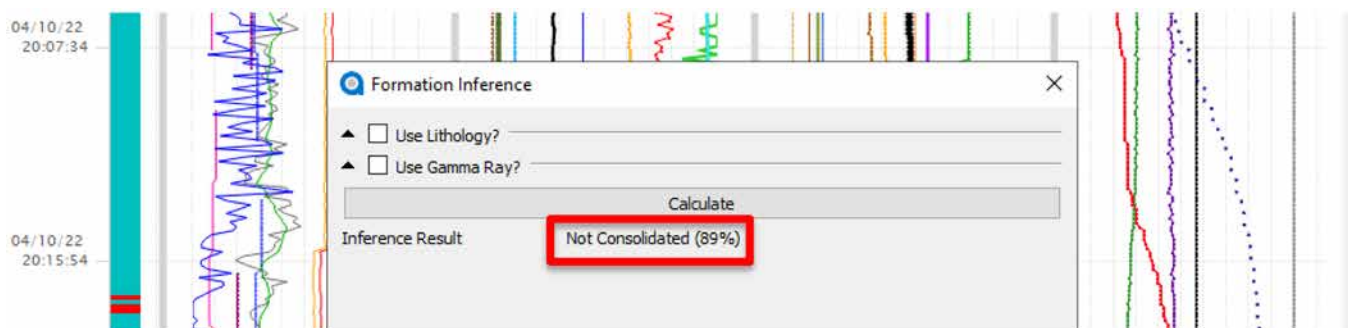 04/10/22
20:07:34
Formation Inference
Use Lithology?
Use Gamma Ray?
Calculate
04/10/22
20:15:54
Inference Result
Not Consolidated (89%)